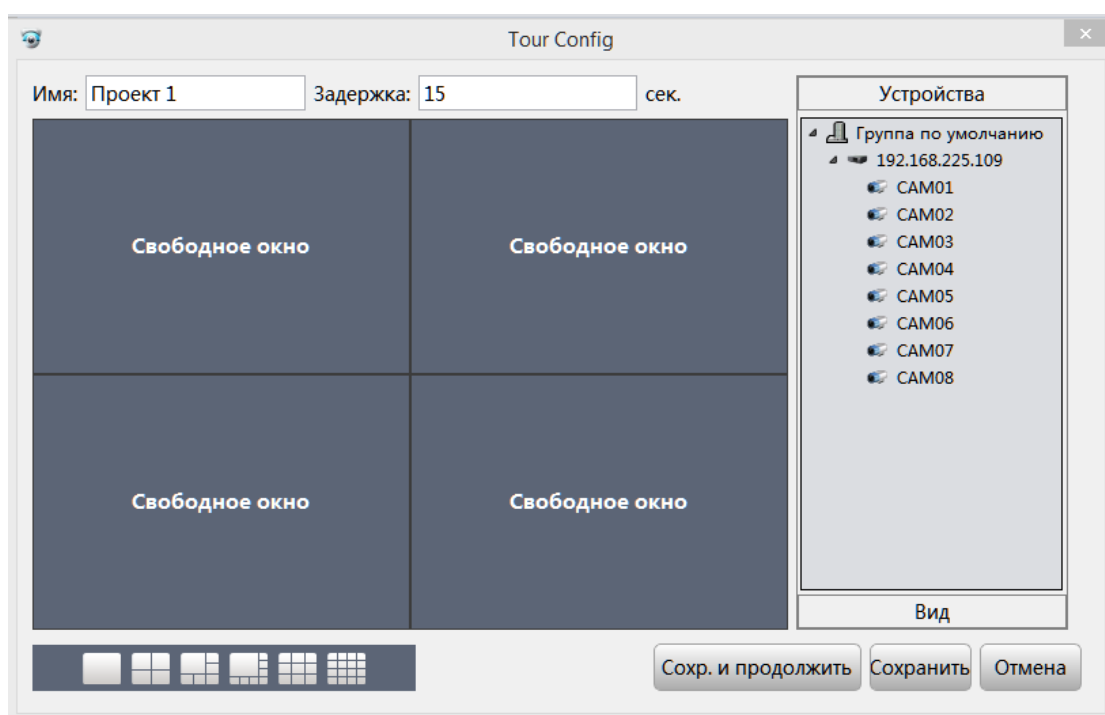 Tour Config
Имя: Проект 1 Задержка: 15 сек.
Устройства
Группа по умолчанию
192.168.225.109
CAM01
CAM02
CAM03
CAM04
CAM05
CAM06
CAM07
CAM08
Свободное окно Свободное окно
Свободное окно Свободное окно
Вид
Сохр. и продолжить Сохранить Отмена